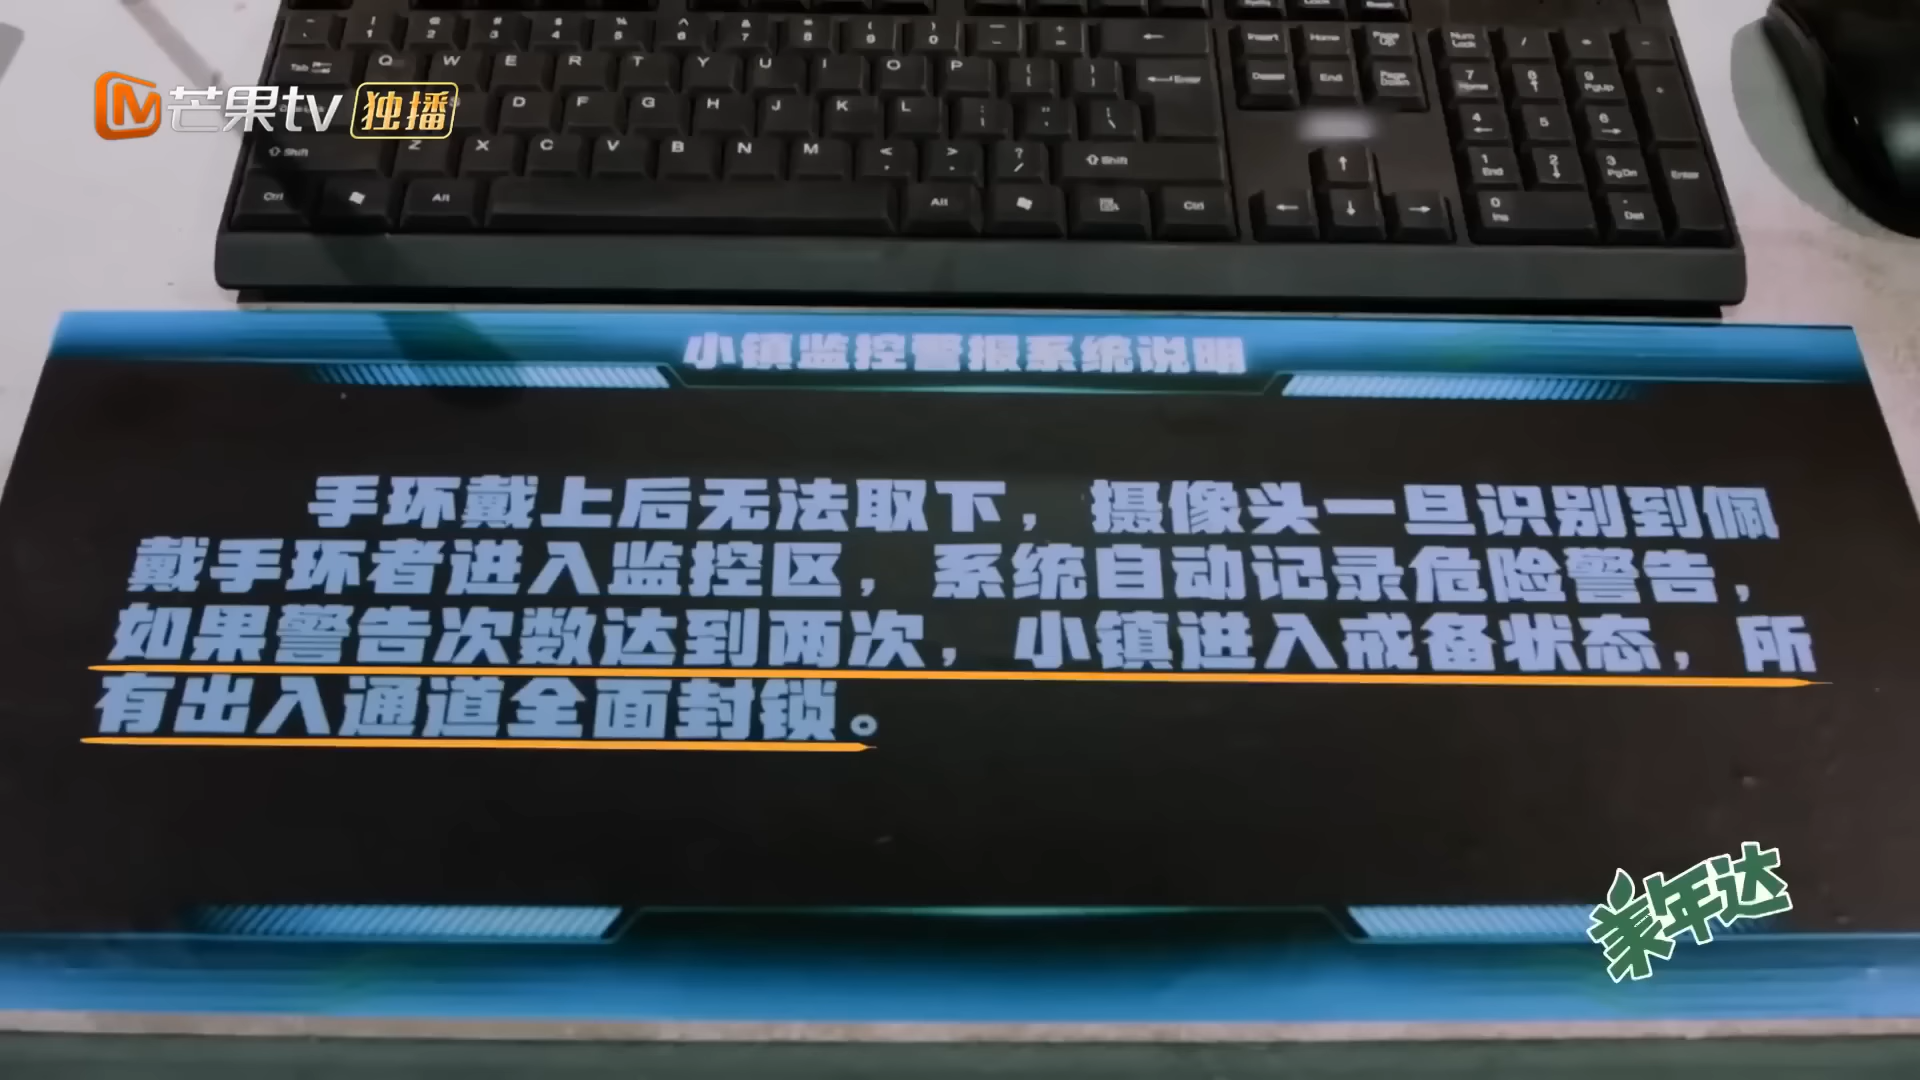 芒果tv 独播
小镇监控警报系统说明
手环戴上后无法取下，摄像头一旦识别到佩
戴手环者进入监控区，系统自动记录危险警告，
如果警告次数达到两次，小镇进入戒备状态，所
有出入通道全面封锁。
美年达